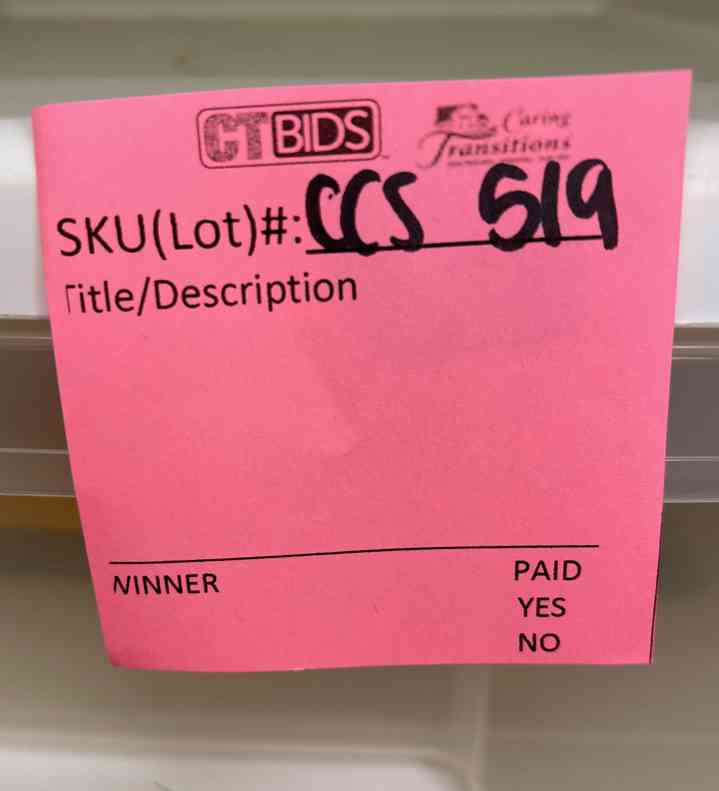 CTBIDS
Caring
Transitions
SKU(Lot)#: CCS 519
Title/Description
WINNER
PAID
YES
NO